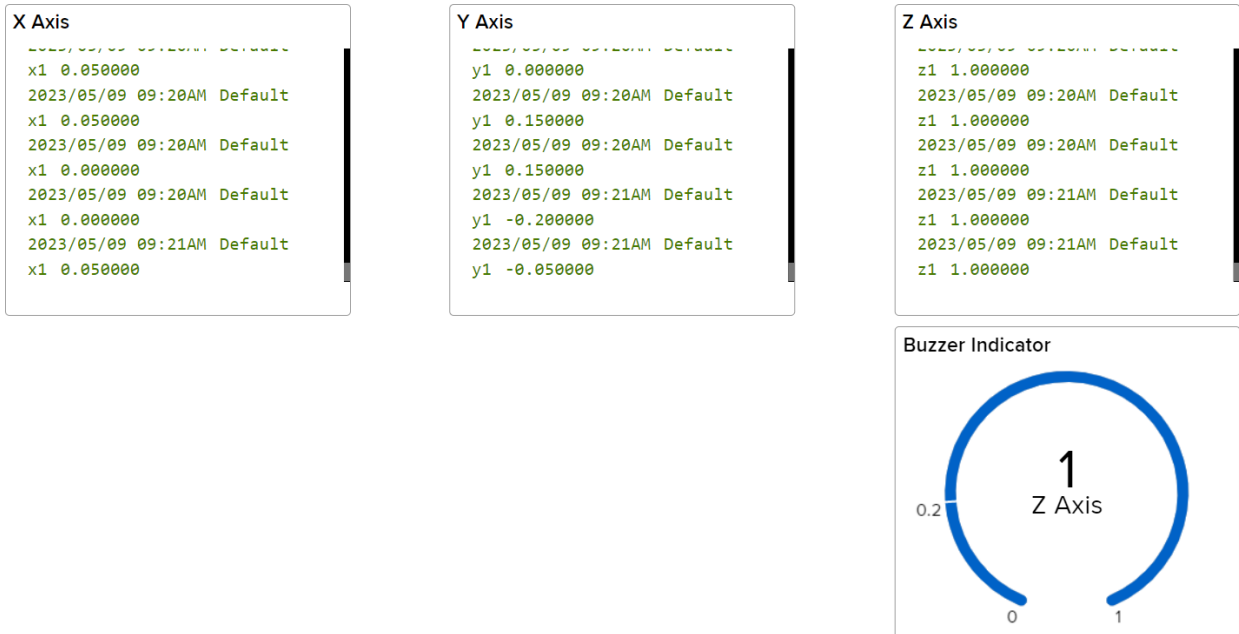 X Axis
x1 0.050000
2023/05/09 09:20AM Default
x1 0.050000
2023/05/09 09:20AM Default
x1 0.000000
2023/05/09 09:20AM Default
x1 0.000000
2023/05/09 09:21AM Default
x1 0.050000
Y Axis
y1 0.000000
2023/05/09 09:20AM Default
y1 0.150000
2023/05/09 09:20AM Default
y1 0.150000
2023/05/09 09:21AM Default
y1 -0.200000
2023/05/09 09:21AM Default
y1 -0.050000
Z Axis
z1 1.000000
2023/05/09 09:20AM Default
z1 1.000000
2023/05/09 09:20AM Default
z1 1.000000
2023/05/09 09:21AM Default
z1 1.000000
2023/05/09 09:21AM Default
z1 1.000000
Buzzer Indicator
1
Z Axis
0.2
0
1